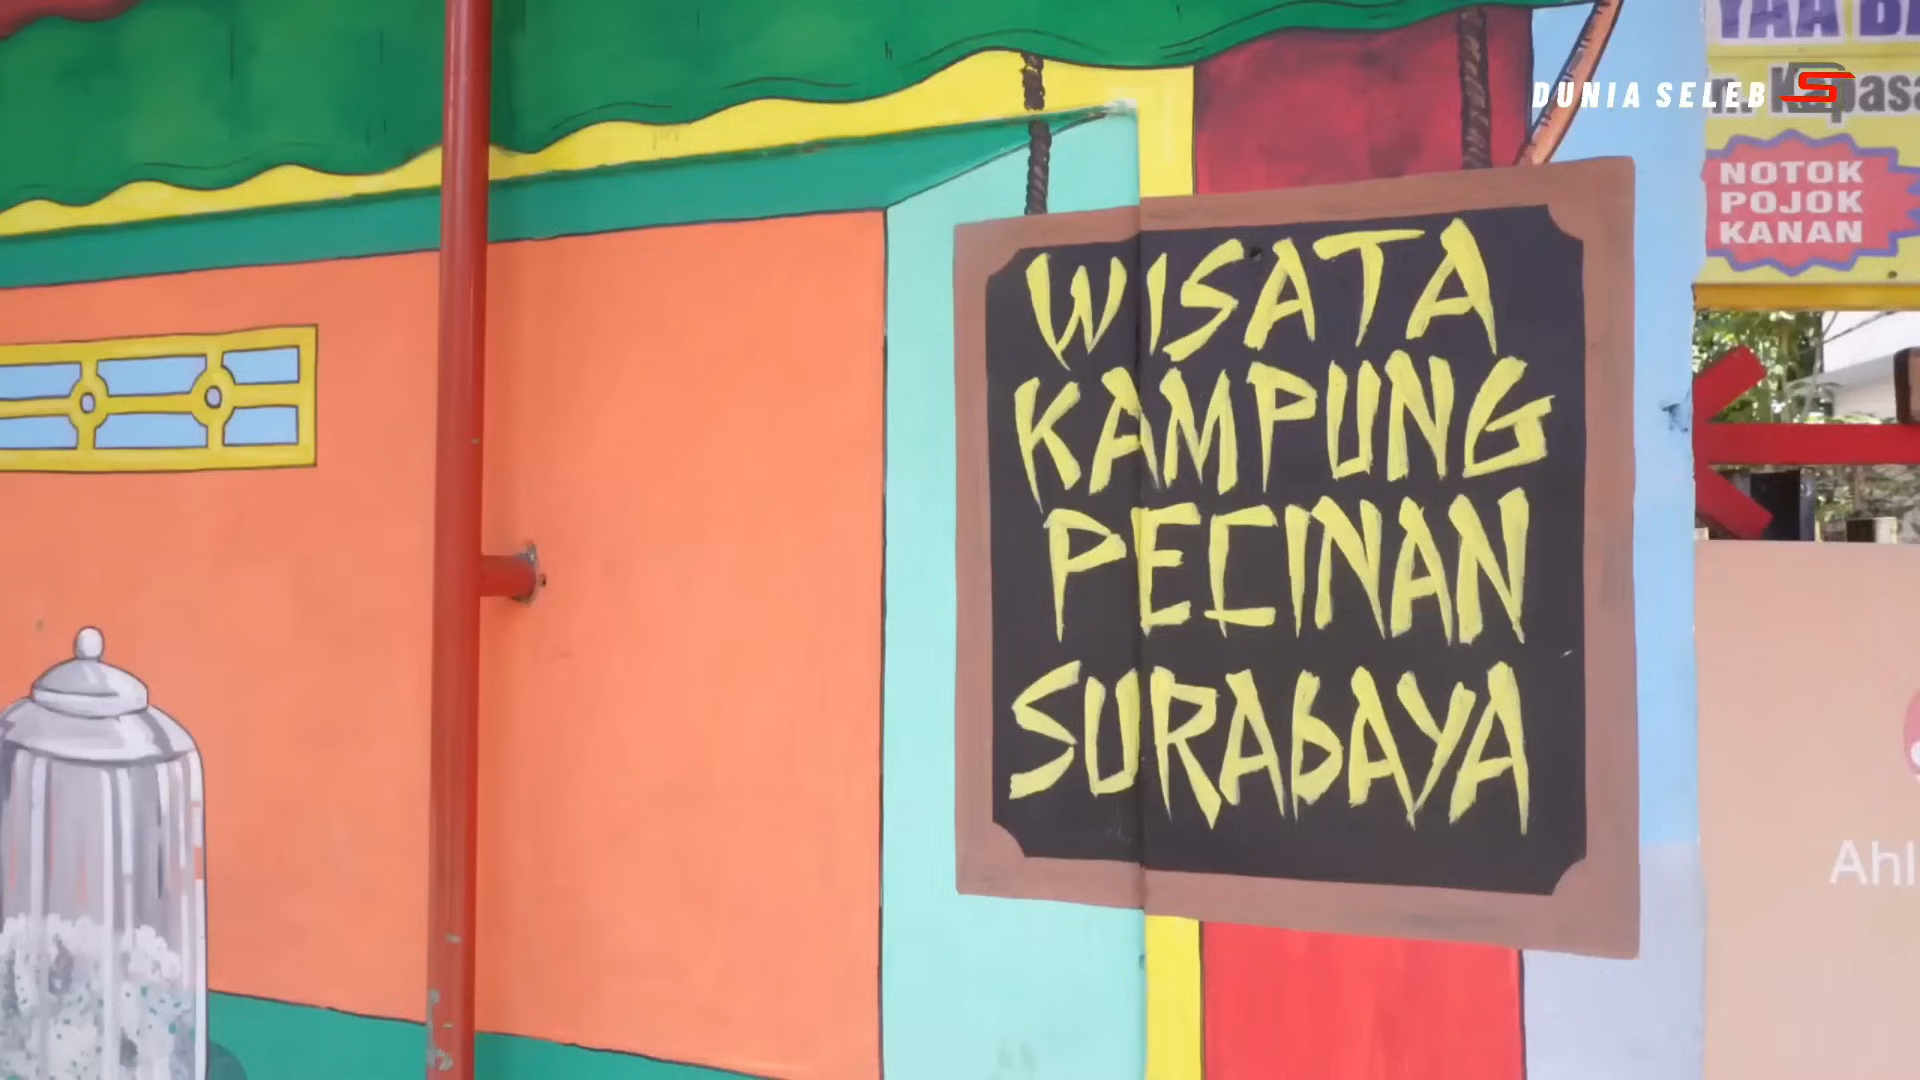 WISATA
KAMPUNG
PECINAN
SURABAYA
DUNIA SELEB
NOTOK
POJOK
KANAN